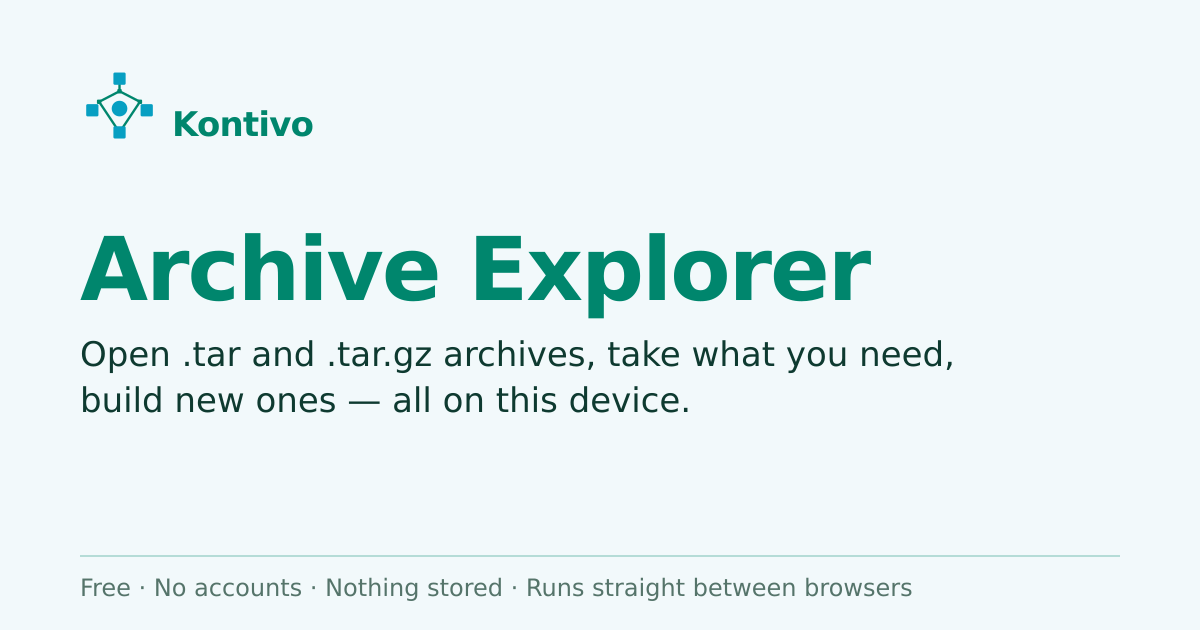 Kontivo
Archive Explorer
Open .tar and .tar.gz archives, take what you need,
build new ones — all on this device.
Free · No accounts · Nothing stored · Runs straight between browsers